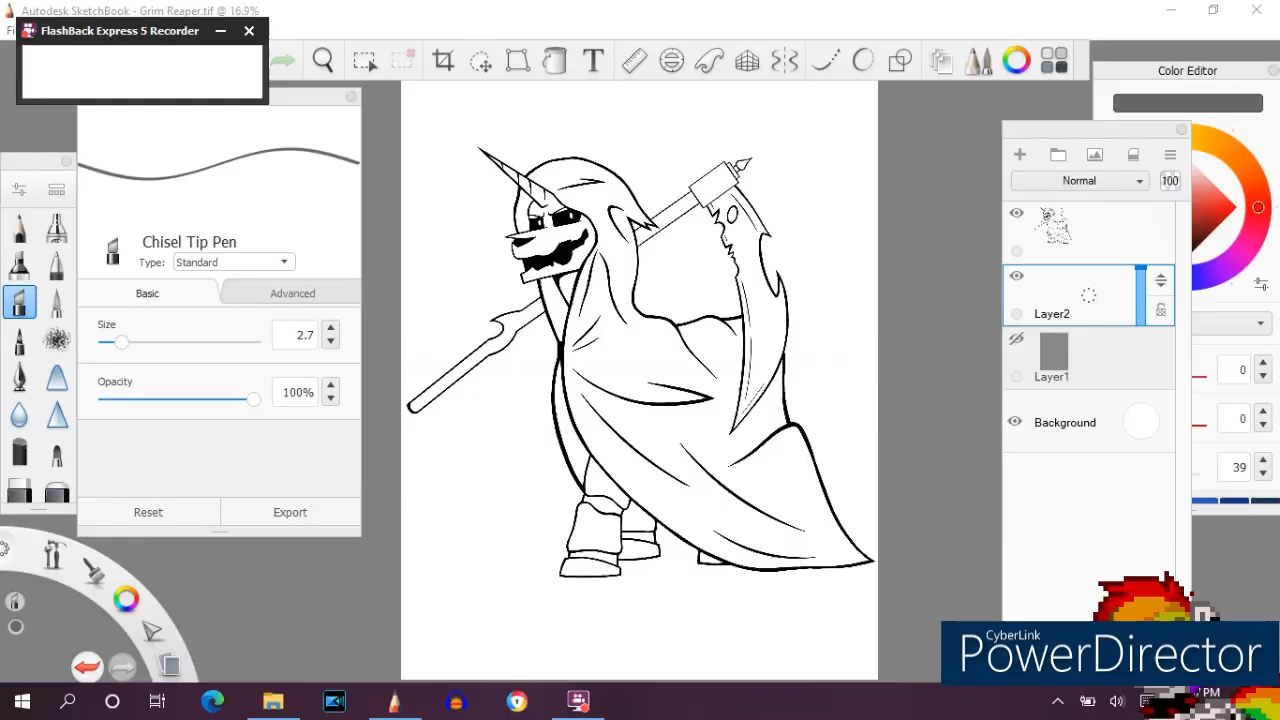 Autodesk SketchBook - Grim Reaper.tif @ 16.9%
FlashBack Express 5 Recorder
T
Color Editor
Normal
100
Chisel Tip Pen
Type: Standard
Basic
Advanced
Size
2.7
Opacity
100%
Reset
Export
Layer2
Layer1
Background
0
0
39
CyberLink
PowerDirector
PM